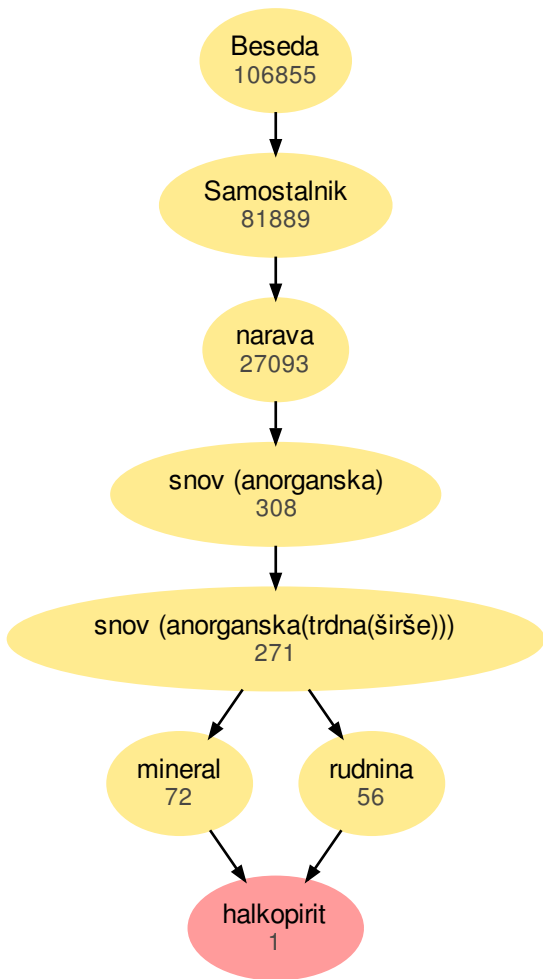 Beseda
106855
Samostalnik
81889
narava
27093
snov (anorganska)
308
snov (anorganska(trdna(širše)))
271
mineral
72
rudnina
56
halkopirit
1